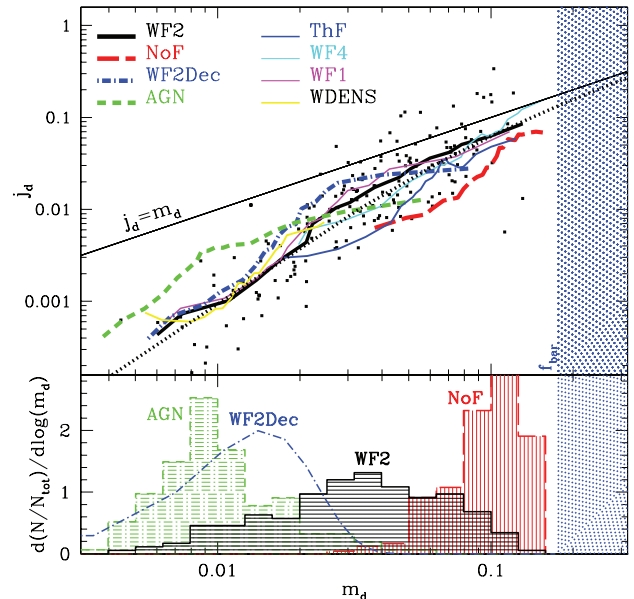 WF2 ThF
NoF WF4
WF2Dec WF1
AGN WDENS
1
0.1
0.01
0.001
j_d
j_d=m_d
f_bar
AGN WF2Dec NoF
WF2
2
1
0
d(N/N_tot)/dlog(m_d)
0.01 0.1
m_d